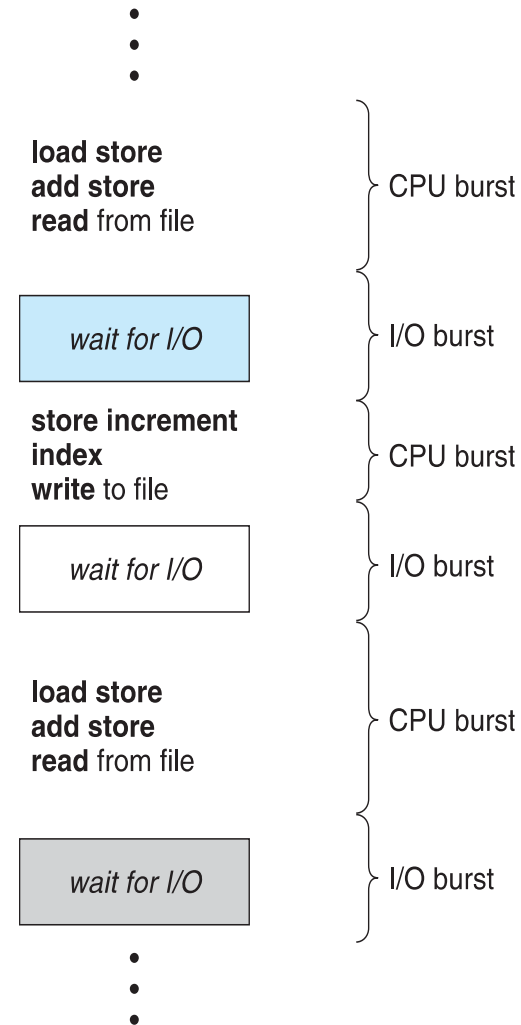 load store
add store
read from file
CPU burst
wait for I/O
I/O burst
store increment
index
write to file
CPU burst
wait for I/O
I/O burst
load store
add store
read from file
CPU burst
wait for I/O
I/O burst